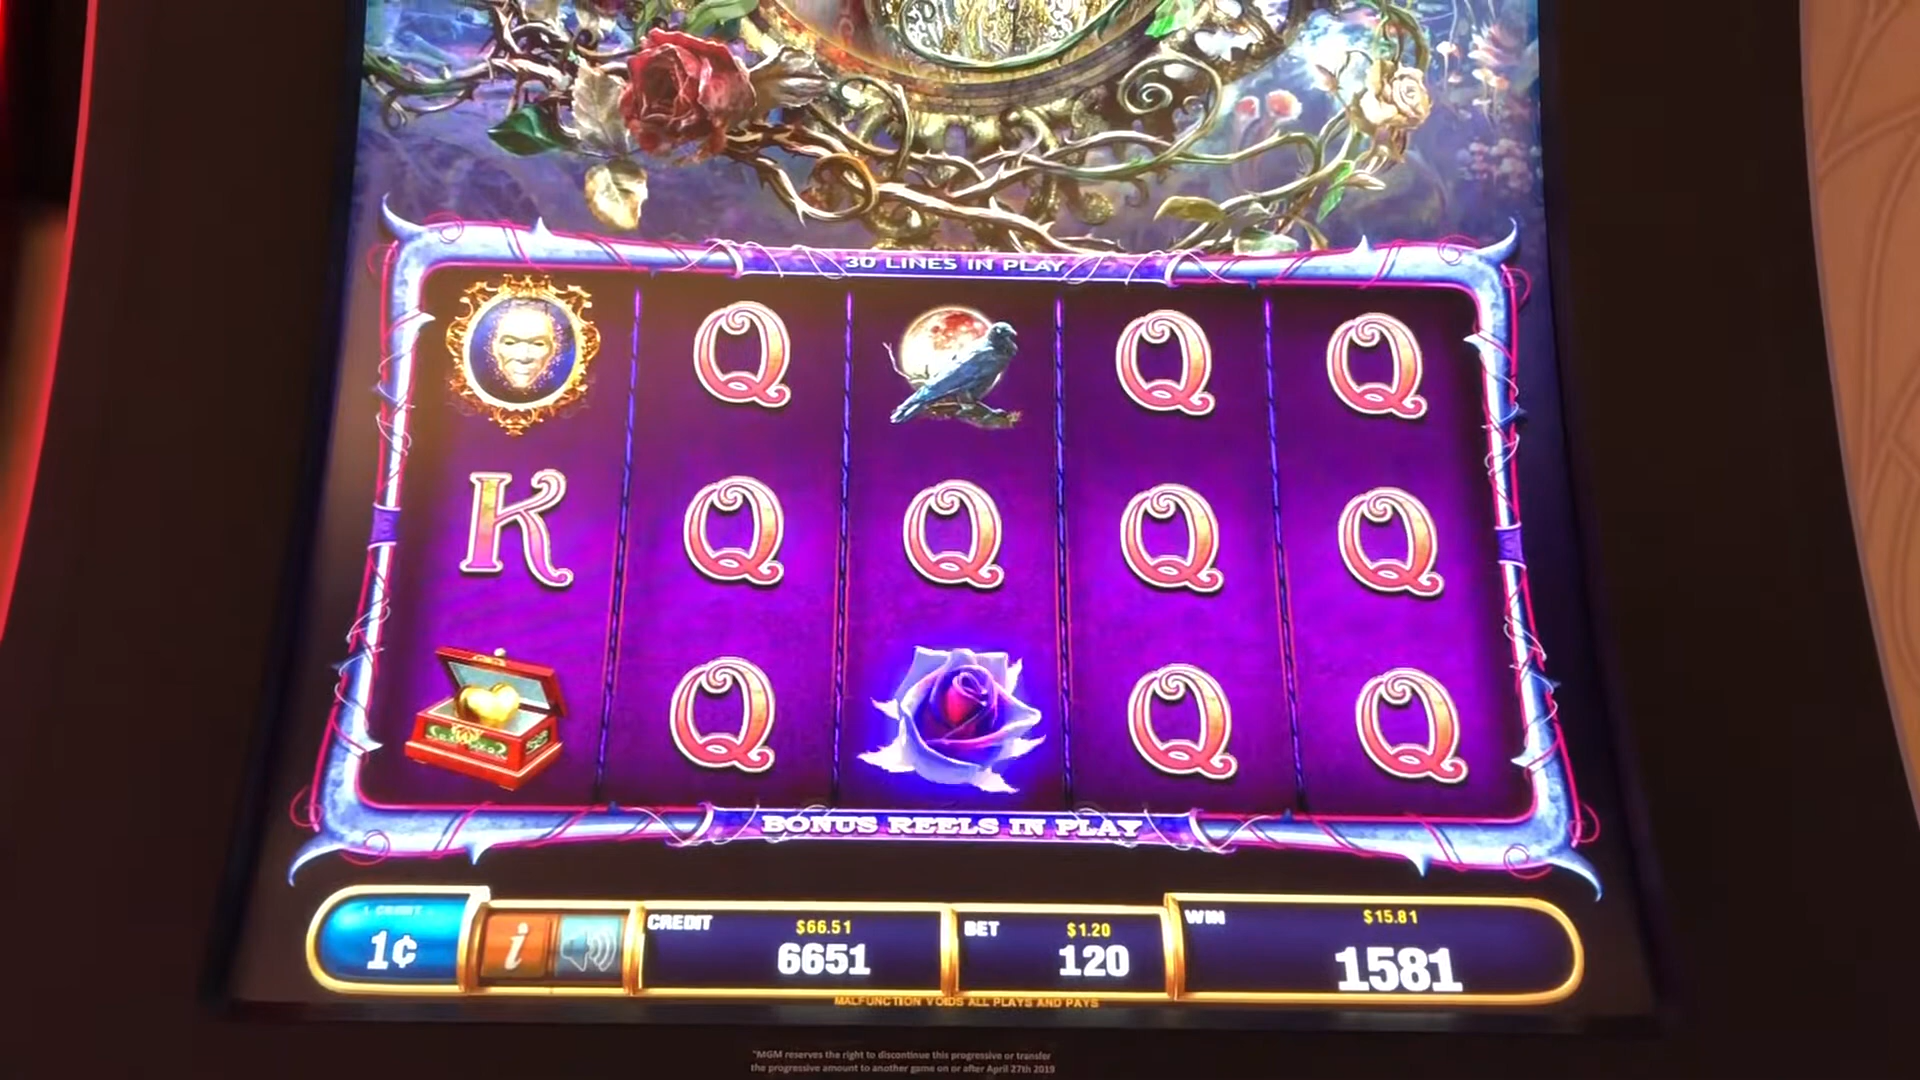 30 LINES IN PLAY
Q Q Q
K Q Q Q Q
Q Q Q
BONUS REELS IN PLAY
1 CREDIT
1¢
i
CREDIT $66.51
6651
BET $1.20
120
WIN $15.81
1581
MALFUNCTION VOIDS ALL PLAYS AND PAYS
"MGM reserves the right to discontinue this progressive or transfer
the progressive amount to another game on or after April 27th 2019